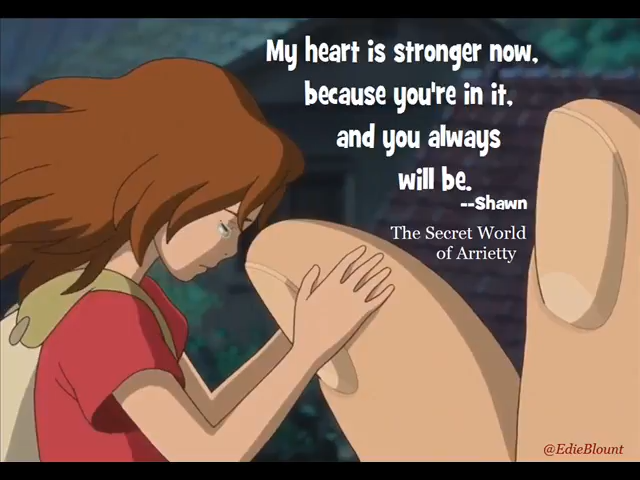 My heart is stronger now,
because you're in it,
and you always
will be.
--Shawn
The Secret World
of Arrietty
@EdieBlount